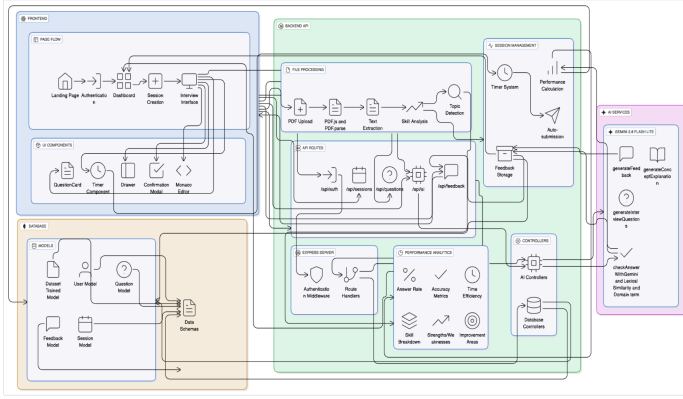 FRONTEND
PAGE FLOW
Landing Page
Authenticatio
n
Dashboard
Session
Creation
Interview
Interface
UI COMPONENTS
QuestionCard
Timer
Component
Drawer
Confirmation
Modal
Monaco
Editor
DATABASE
MODELS
Dataset
Trained
Model
User Model
Question
Model
Feedback
Model
Session
Model
Data
Schemas
BACKEND API
FILE PROCESSING
PDF Upload
PDF.js and
PDF.parse
Text
Extraction
Skill Analysis
Topic
Detection
API ROUTES
/api/auth
/api/sessions
/api/questions
/api/ai
/api/feedback
EXPRESS SERVER
Authenticatio
n Middleware
Route
Handlers
PERFORMANCE ANALYTICS
Answer Rate
Accuracy
Metrics
Time
Efficiency
Skill
Breakdown
Strengths/We
aknesses
Improvement
Areas
SESSION MANAGEMENT
Timer System
Performance
Calculation
Auto-
submission
Feedback
Storage
CONTROLLERS
AI Controllers
Database
Controllers
AI SERVICES
GEMINI 2.0 FLASH LITE
generateFeed
back
generateConc
eptExplanatio
n
generateInter
viewQuestion
s
checkAnswer
WithGemini
and Lexical
Similarity and
Domain term